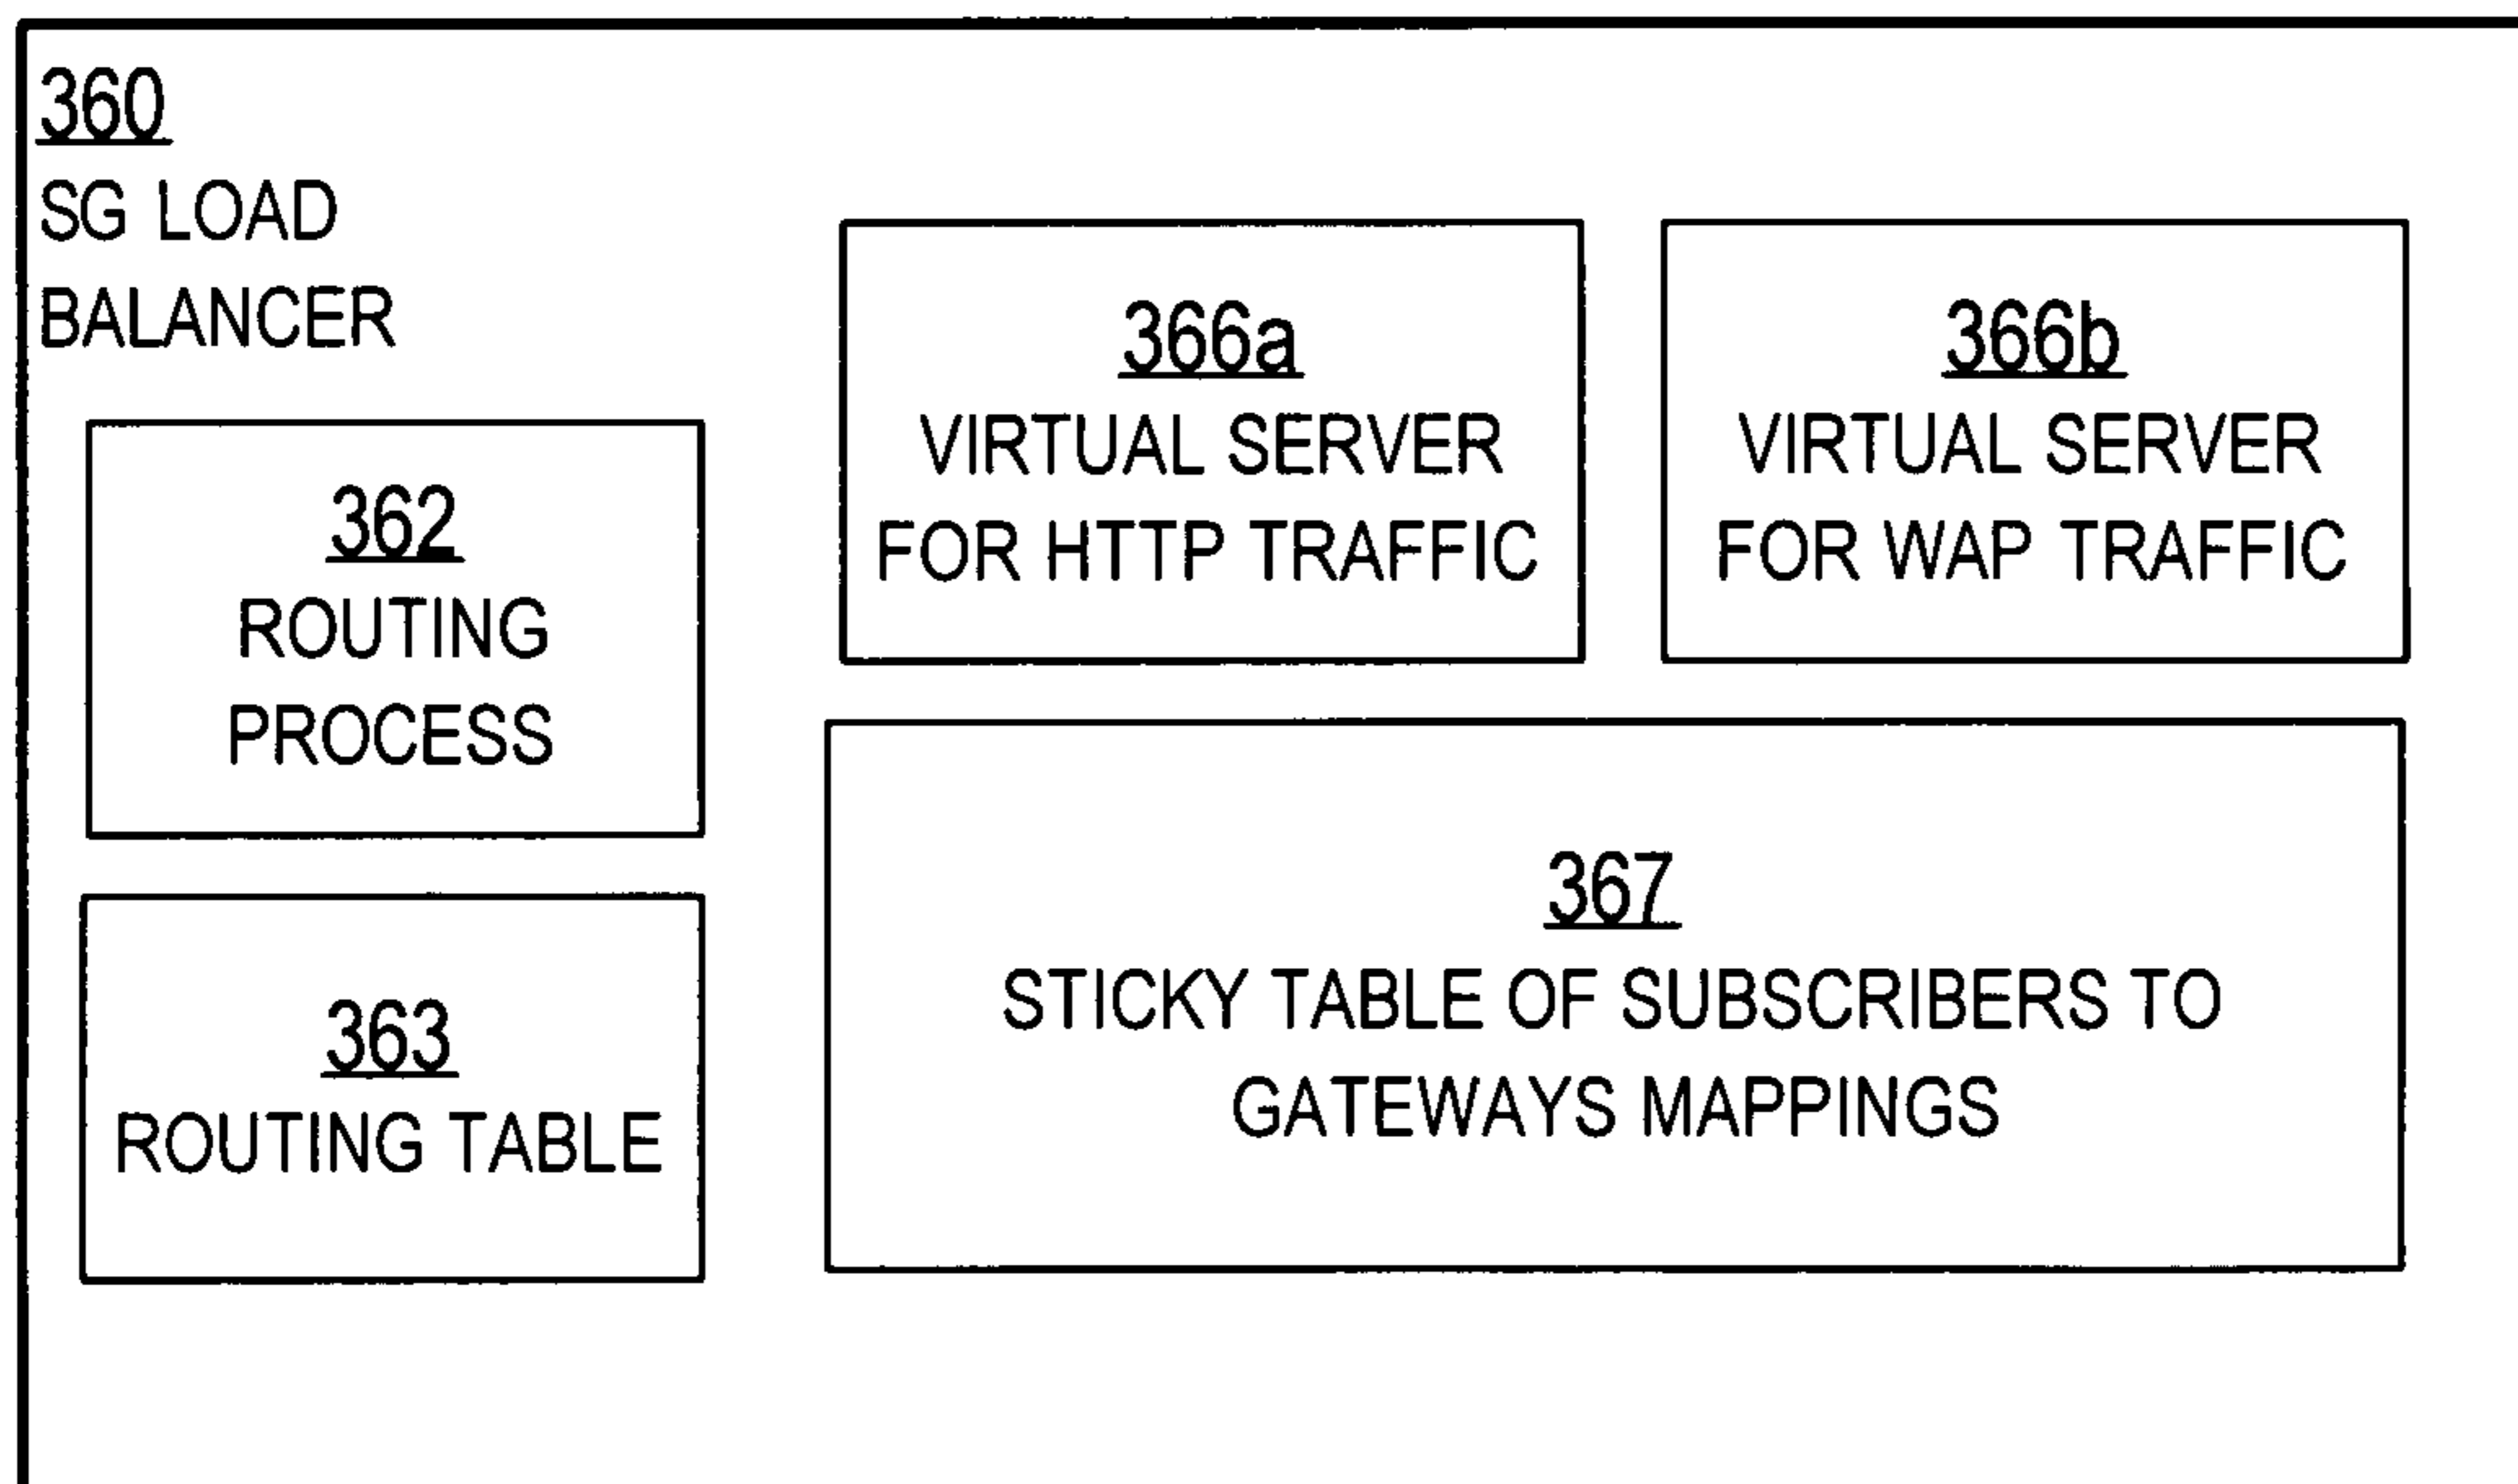 360
SG LOAD
BALANCER
362
ROUTING
PROCESS
363
ROUTING TABLE
366a
VIRTUAL SERVER
FOR HTTP TRAFFIC
366b
VIRTUAL SERVER
FOR WAP TRAFFIC
367
STICKY TABLE OF SUBSCRIBERS TO
GATEWAYS MAPPINGS